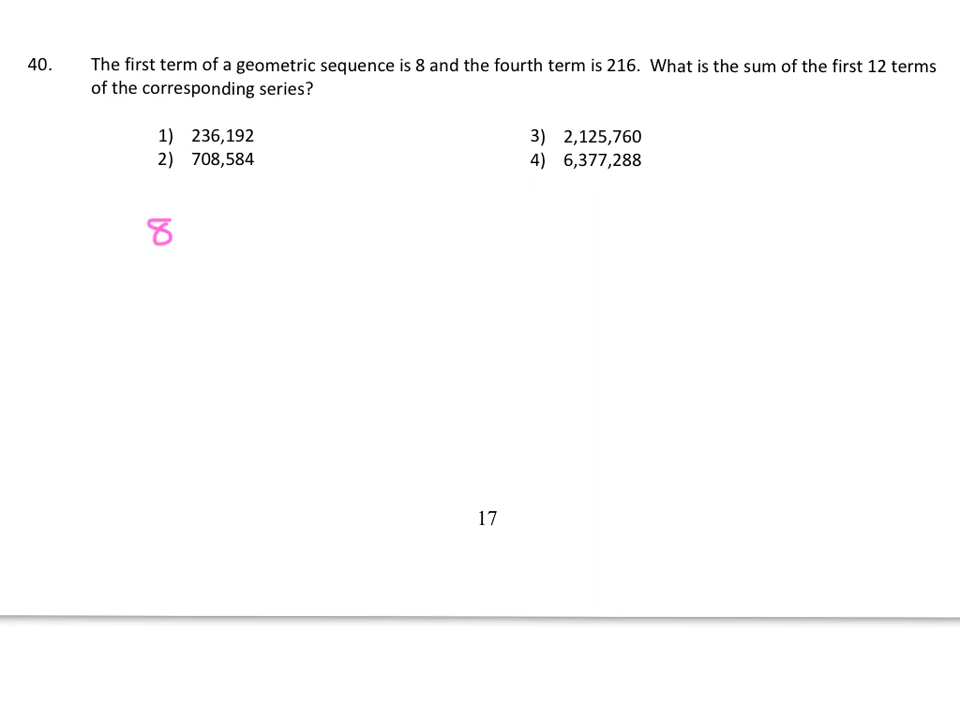 40. The first term of a geometric sequence is 8 and the fourth term is 216. What is the sum of the first 12 terms
of the corresponding series?
1) 236,192 3) 2,125,760
2) 708,584 4) 6,377,288
8
17